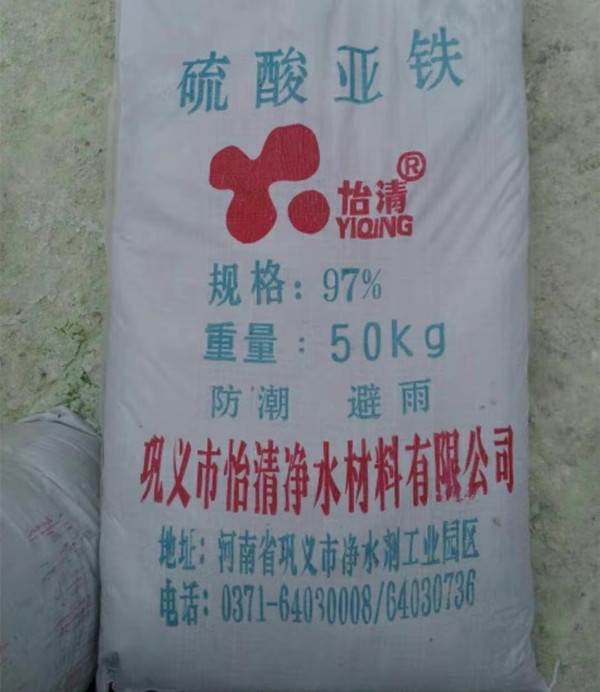 硫酸亚铁
怡清®
YIQING
规格：97%
重量：50kg
防潮 避雨
巩义市怡清净水材料有限公司
地址：河南省巩义市净水剂工业园区
电话：0371-64030008/64030736